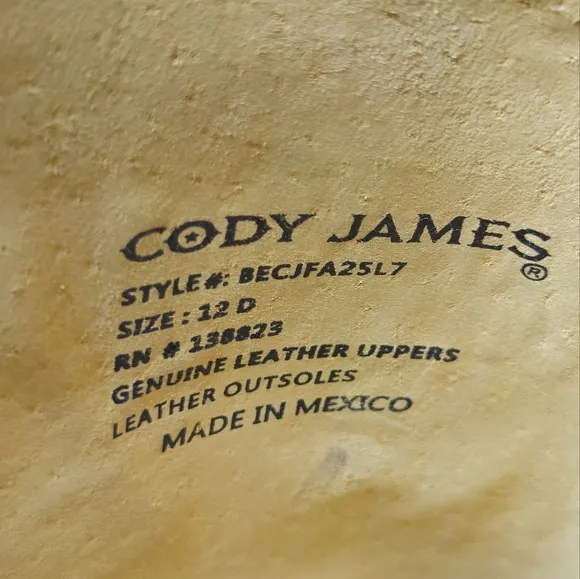 CODY JAMES®
STYLE#: BECJFA25L7
SIZE : 12 D
RN # 138823
GENUINE LEATHER UPPERS
LEATHER OUTSOLES
MADE IN MEXICO